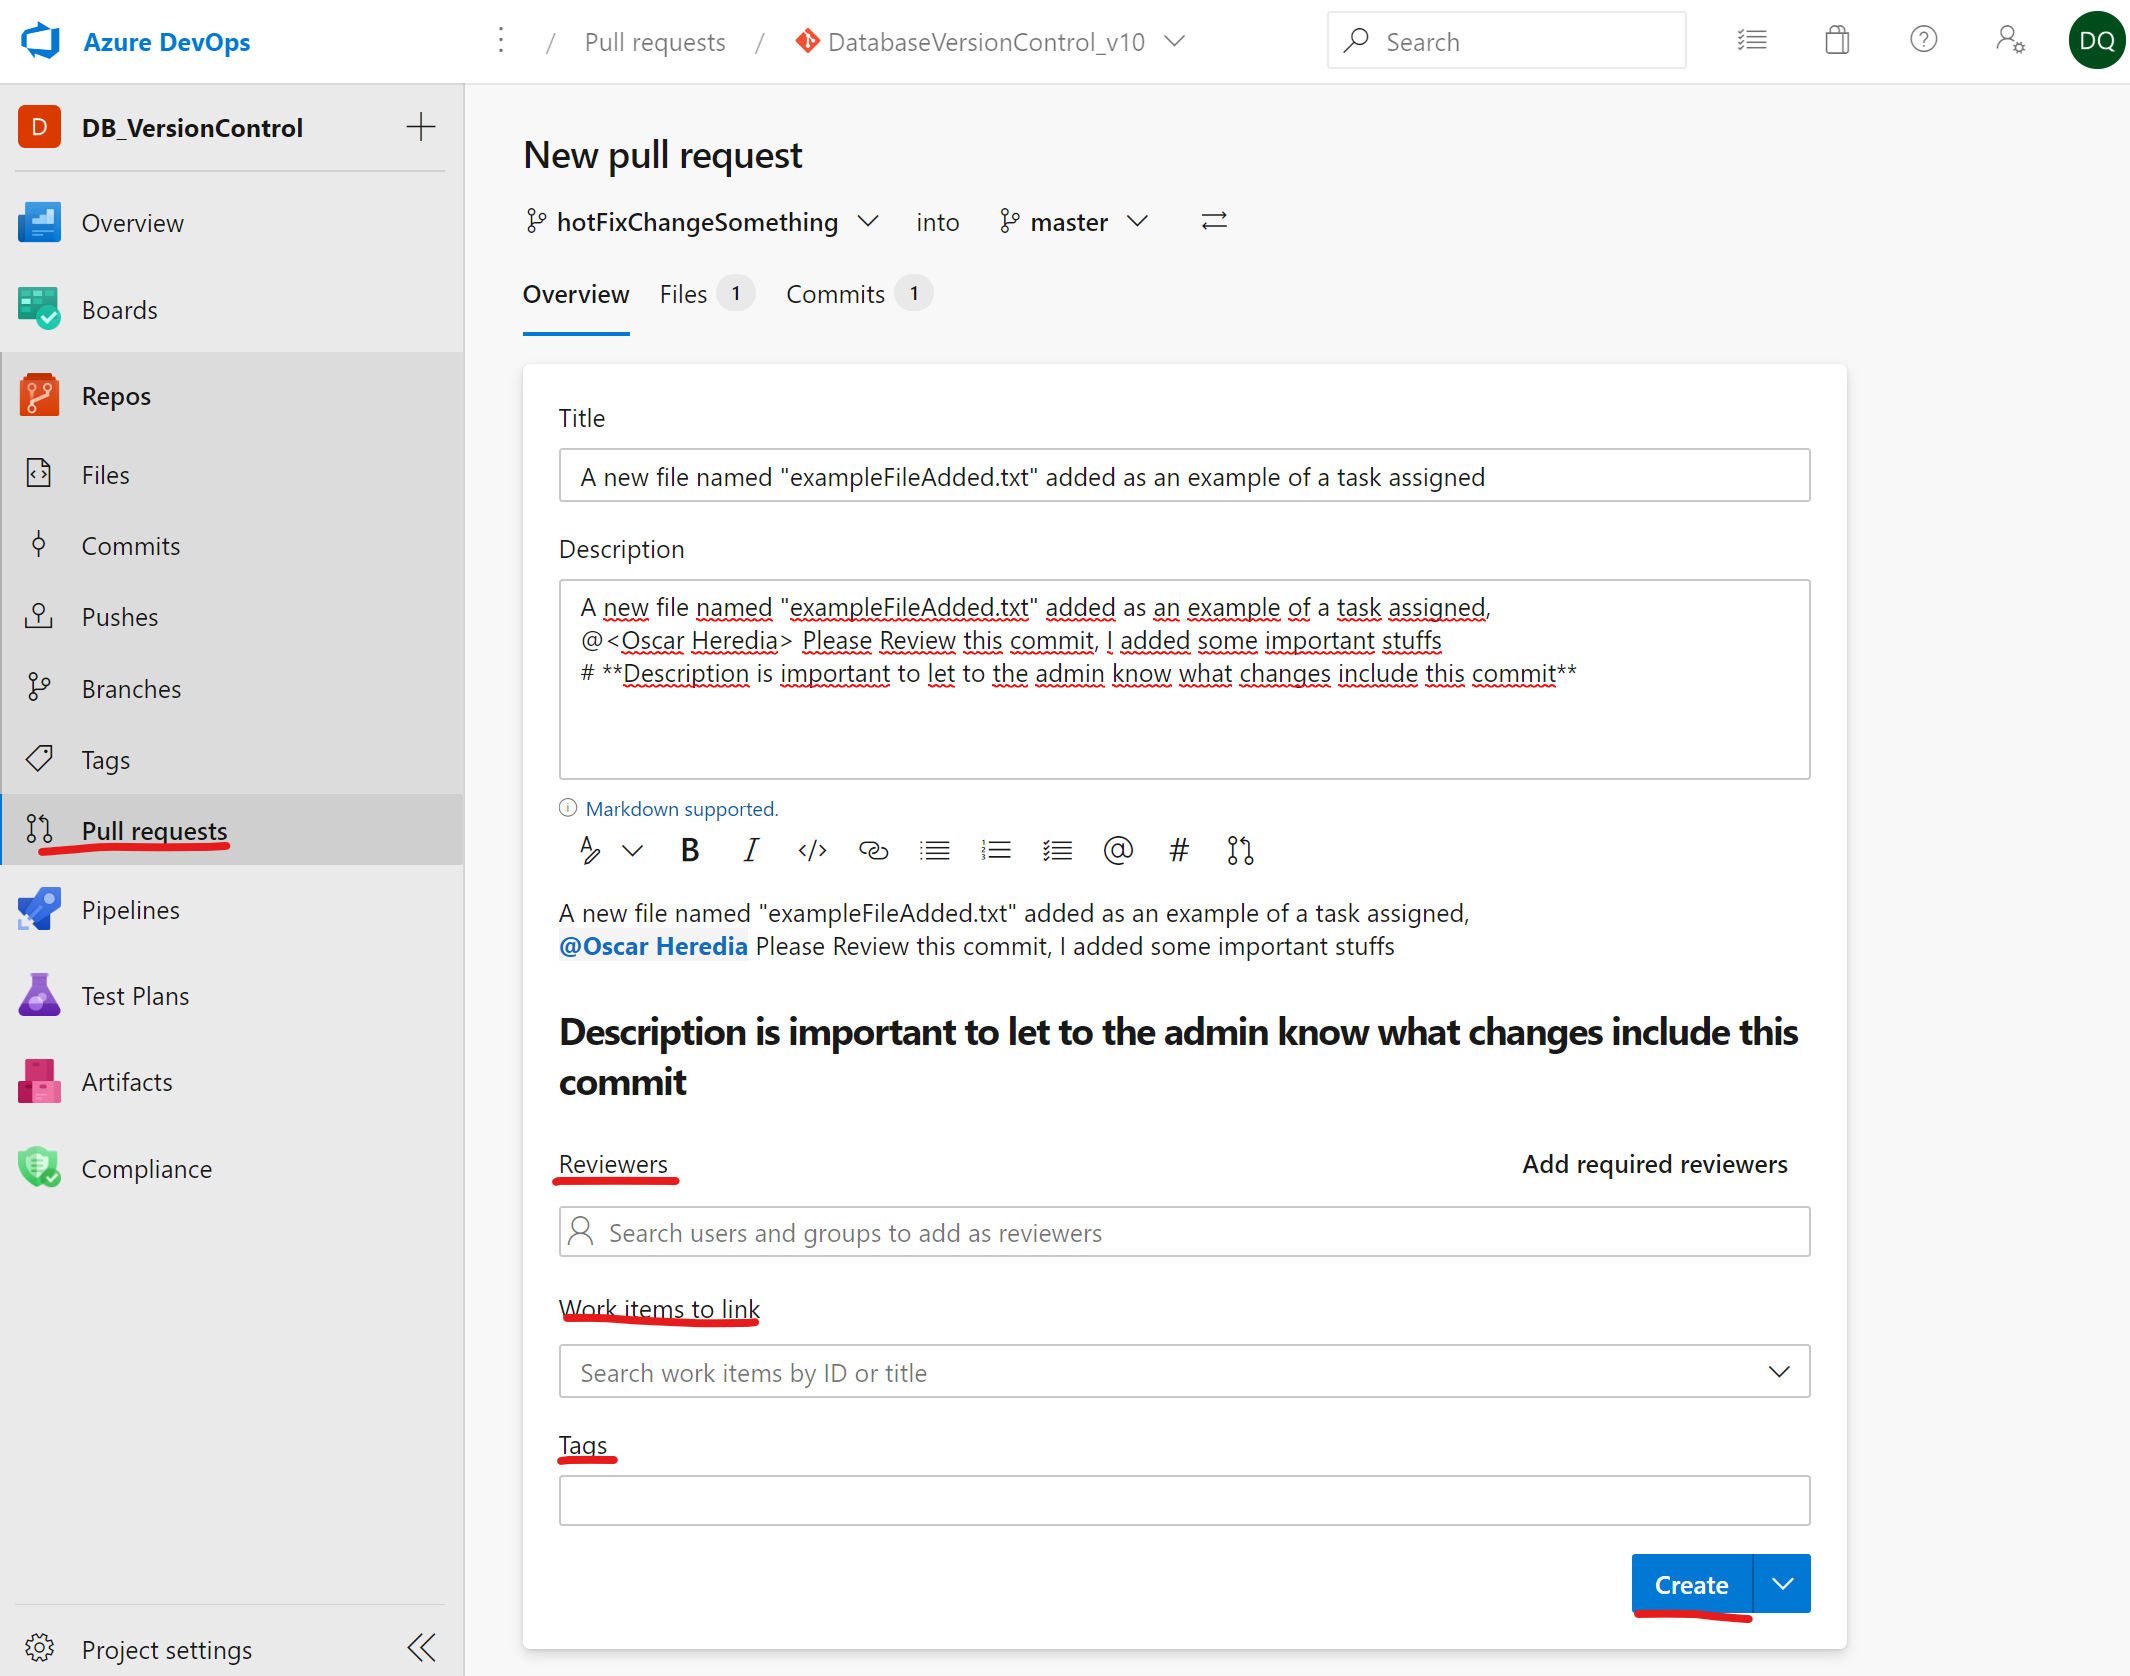 Azure DevOps
/ Pull requests / DatabaseVersionControl_v10
Search
DQ
D DB_VersionControl
Overview
Boards
Repos
Files
Commits
Pushes
Branches
Tags
Pull requests
Pipelines
Test Plans
Artifacts
Compliance
Project settings
New pull request
hotFixChangeSomething into master
Overview Files 1 Commits 1
Title
A new file named "exampleFileAdded.txt" added as an example of a task assigned
Description
A new file named "exampleFileAdded.txt" added as an example of a task assigned,
@<Oscar Heredia> Please Review this commit, I added some important stuffs
# **Description is important to let to the admin know what changes include this commit**
Markdown supported.
A new file named "exampleFileAdded.txt" added as an example of a task assigned,
@Oscar Heredia Please Review this commit, I added some important stuffs
Description is important to let to the admin know what changes include this
commit
Reviewers
Add required reviewers
Search users and groups to add as reviewers
Work items to link
Search work items by ID or title
Tags
Create